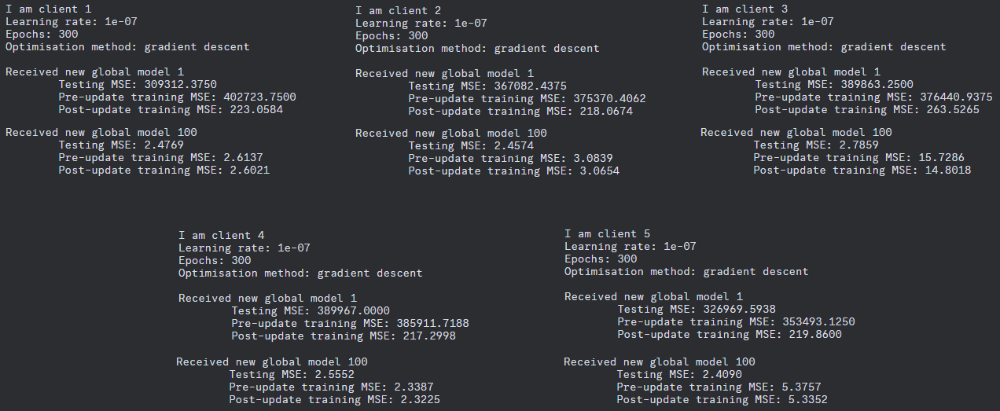 I am client 1
Learning rate: 1e-07
Epochs: 300
Optimisation method: gradient descent
Received new global model 1
Testing MSE: 309312.3750
Pre-update training MSE: 402723.7500
Post-update training MSE: 223.0584
Received new global model 100
Testing MSE: 2.4769
Pre-update training MSE: 2.6137
Post-update training MSE: 2.6021
I am client 2
Learning rate: 1e-07
Epochs: 300
Optimisation method: gradient descent
Received new global model 1
Testing MSE: 367082.4375
Pre-update training MSE: 375370.4062
Post-update training MSE: 218.0674
Received new global model 100
Testing MSE: 2.4574
Pre-update training MSE: 3.0839
Post-update training MSE: 3.0654
I am client 3
Learning rate: 1e-07
Epochs: 300
Optimisation method: gradient descent
Received new global model 1
Testing MSE: 389863.2500
Pre-update training MSE: 376440.9375
Post-update training MSE: 263.5265
Received new global model 100
Testing MSE: 2.7859
Pre-update training MSE: 15.7286
Post-update training MSE: 14.8018
I am client 4
Learning rate: 1e-07
Epochs: 300
Optimisation method: gradient descent
Received new global model 1
Testing MSE: 389967.0000
Pre-update training MSE: 385911.7188
Post-update training MSE: 217.2998
Received new global model 100
Testing MSE: 2.5552
Pre-update training MSE: 2.3387
Post-update training MSE: 2.3225
I am client 5
Learning rate: 1e-07
Epochs: 300
Optimisation method: gradient descent
Received new global model 1
Testing MSE: 326969.5938
Pre-update training MSE: 353493.1250
Post-update training MSE: 219.8600
Received new global model 100
Testing MSE: 2.4090
Pre-update training MSE: 5.3757
Post-update training MSE: 5.3352